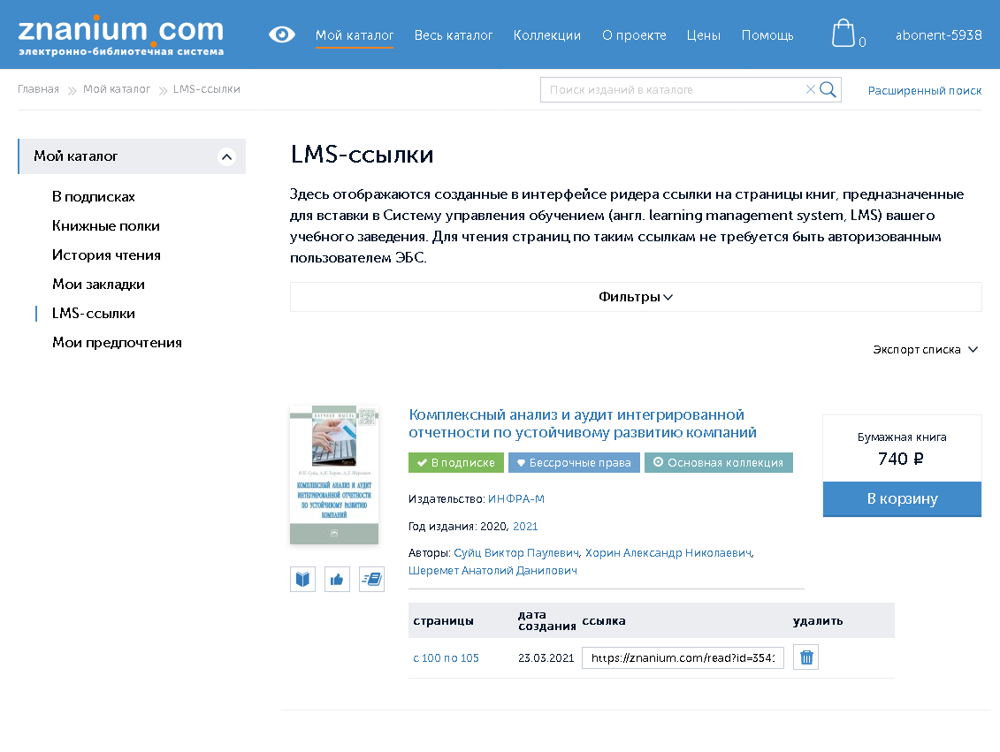 znanium.com
электронно-библиотечная система
Мой каталог
Весь каталог
Коллекции
О проекте
Цены
Помощь
0
abonent-5938
Главная
Мой каталог
LMS-ссылки
Поиск изданий в каталоге
Расширенный поиск
Мой каталог
В подписках
Книжные полки
История чтения
Мои закладки
LMS-ссылки
Мои предпочтения
LMS-ссылки
Здесь отображаются созданные в интерфейсе ридера ссылки на страницы книг, предназначенные
для вставки в Систему управления обучением (англ. learning management system, LMS) вашего
учебного заведения. Для чтения страниц по таким ссылкам не требуется быть авторизованным
пользователем ЭБС.
Фильтры
Экспорт списка
НАУЧНАЯ МЫСЛЬ
В.П. Суйц, А.Н. Хорин, А.Д. Шеремет
КОМПЛЕКСНЫЙ АНАЛИЗ И АУДИТ
ИНТЕГРИРОВАННОЙ ОТЧЕТНОСТИ
ПО УСТОЙЧИВОМУ РАЗВИТИЮ
КОМПАНИЙ
Комплексный анализ и аудит интегрированной
отчетности по устойчивому развитию компаний
В подписке
Бессрочные права
Основная коллекция
Издательство: ИНФРА-М
Год издания: 2020, 2021
Авторы: Суйц Виктор Паулевич, Хорин Александр Николаевич,
Шеремет Анатолий Данилович
Бумажная книга
740 ₽
В корзину
страницы
дата
создания
ссылка
удалить
с 100 по 105
23.03.2021
https://znanium.com/read?id=3541